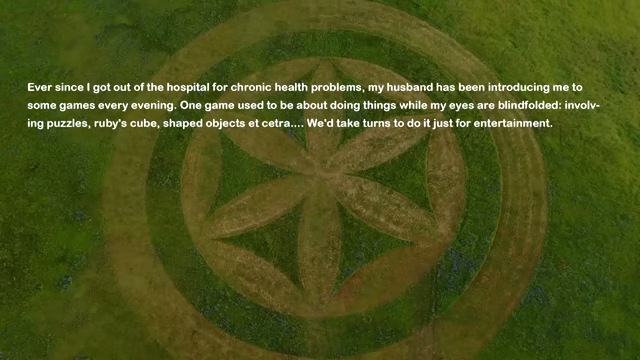 Ever since I got out of the hospital for chronic health problems, my husband has been introducing me to
some games every evening. One game used to be about doing things while my eyes are blindfolded: involv-
ing puzzles, ruby's cube, shaped objects et cetra.... We'd take turns to do it just for entertainment.